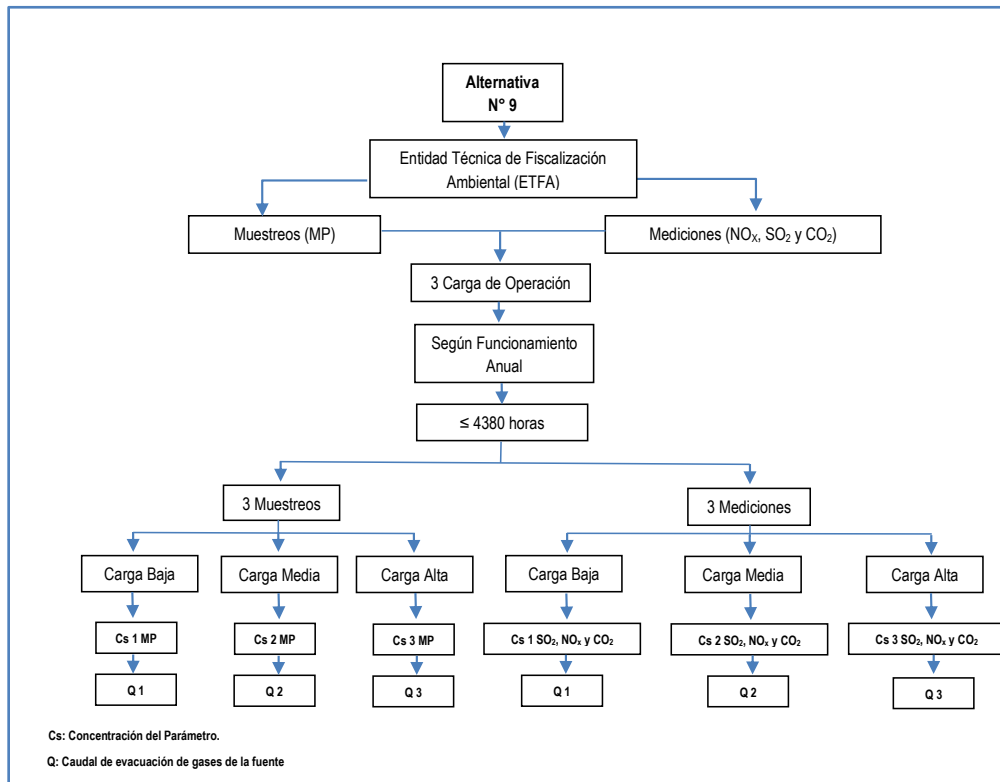 Alternativa
N° 9
Entidad Técnica de Fiscalización
Ambiental (ETFA)
Muestreos (MP)
Mediciones (NOX, SO2 y CO2)
3 Carga de Operación
Según Funcionamiento
Anual
≤ 4380 horas
3 Muestreos
3 Mediciones
Carga Baja
Carga Media
Carga Alta
Carga Baja
Carga Media
Carga Alta
Cs 1 MP
Cs 2 MP
Cs 3 MP
Cs 1 SO2, NOx y CO2
Cs 2 SO2, NOx y CO2
Cs 3 SO2, NOx y CO2
Q 1
Q 2
Q 3
Q 1
Q 2
Q 3
Cs: Concentración del Parámetro.
Q: Caudal de evacuación de gases de la fuente